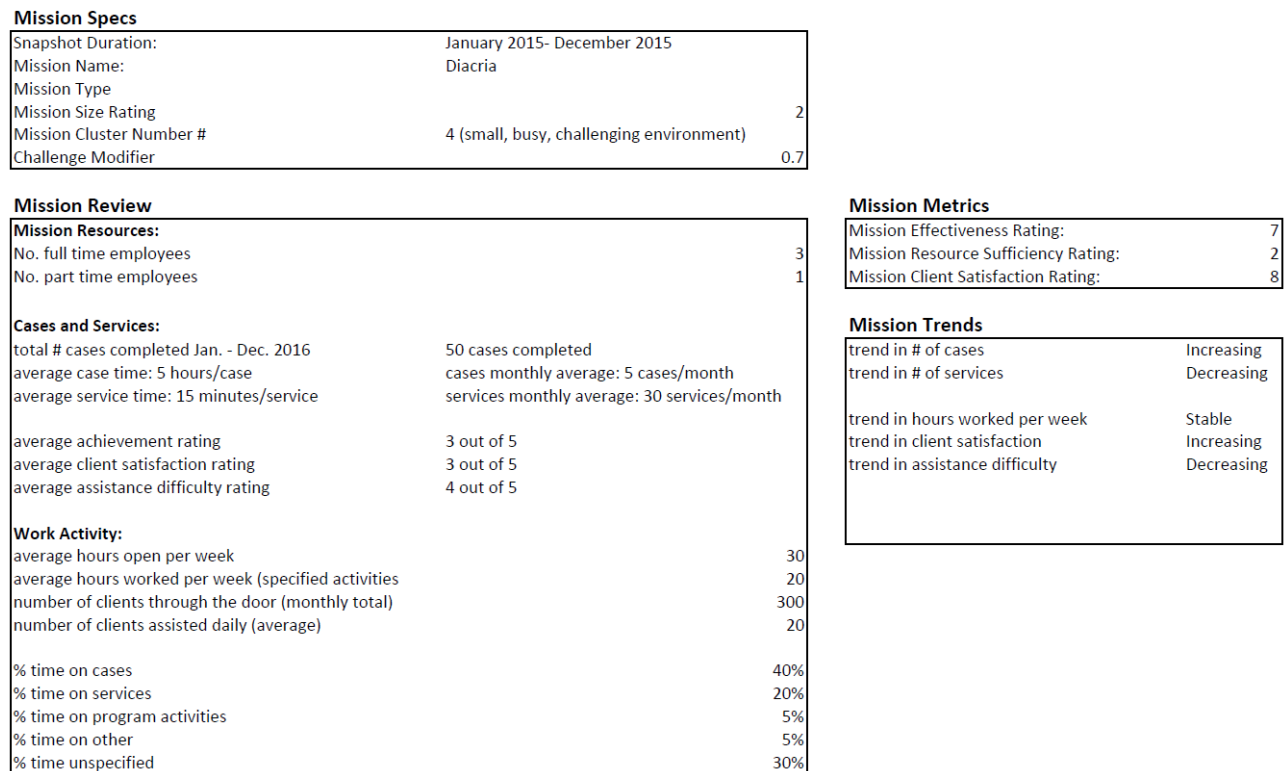 Mission Specs
Snapshot Duration: January 2015- December 2015
Mission Name: Diacria
Mission Type
Mission Size Rating 2
Mission Cluster Number # 4 (small, busy, challenging environment)
Challenge Modifier 0.7
Mission Review
Mission Resources:
No. full time employees 3
No. part time employees 1
Cases and Services:
total # cases completed Jan. - Dec. 2016 50 cases completed
average case time: 5 hours/case cases monthly average: 5 cases/month
average service time: 15 minutes/service services monthly average: 30 services/month
average achievement rating 3 out of 5
average client satisfaction rating 3 out of 5
average assistance difficulty rating 4 out of 5
Work Activity:
average hours open per week 30
average hours worked per week (specified activities 20
number of clients through the door (monthly total) 300
number of clients assisted daily (average) 20
% time on cases 40%
% time on services 20%
% time on program activities 5%
% time on other 5%
% time unspecified 30%
Mission Metrics
Mission Effectiveness Rating: 7
Mission Resource Sufficiency Rating: 2
Mission Client Satisfaction Rating: 8
Mission Trends
trend in # of cases Increasing
trend in # of services Decreasing
trend in hours worked per week Stable
trend in client satisfaction Increasing
trend in assistance difficulty Decreasing